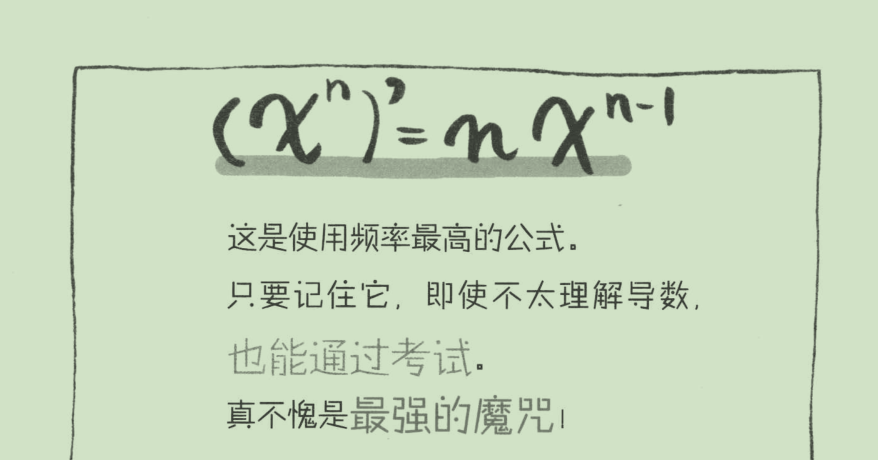 (xⁿ)’=nxⁿ⁻¹
这是使用频率最高的公式。
只要记住它，即使不太理解导数，
也能通过考试。
真不愧是最强的魔咒！